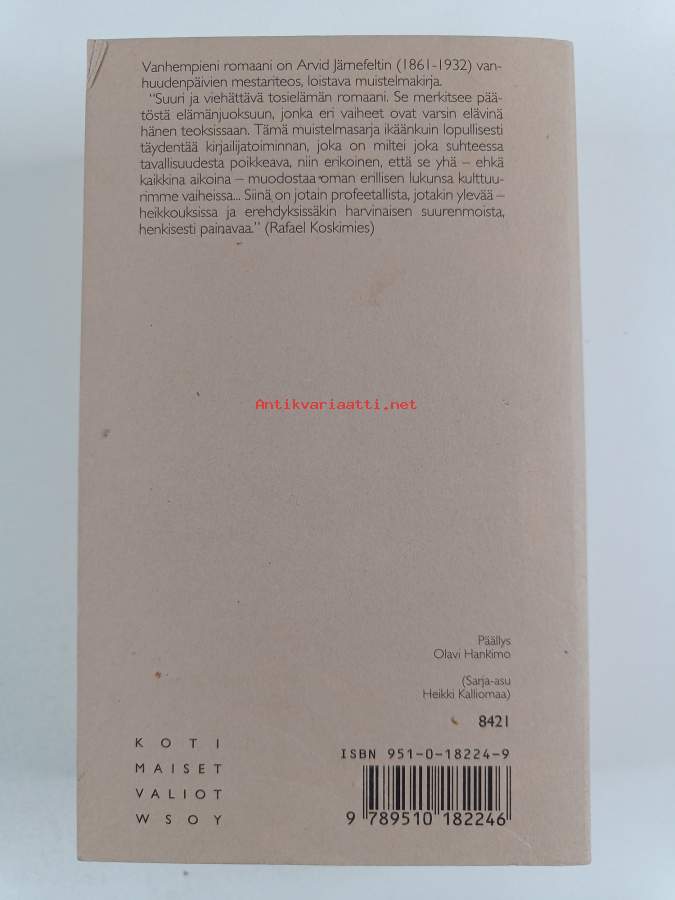 Vanhempieni romaani on Arvid Järnefeltin (1861-1932) van-
huudenpäivien mestariteos, loistava muistelmakirja.
"Suuri ja viehättävä tosielämän romaani. Se merkitsee pää-
töstä elämänjuoksuun, jonka eri vaiheet ovat varsin elävinä
hänen teoksissaan. Tämä muistelmasarja ikäänkuin lopullisesti
täydentää kirjailijatoiminnan, joka on miltei joka suhteessa
tavallisuudesta poikkeava, niin erikoinen, että se yhä – ehkä
kaikkina aikoina – muodostaa oman erillisen lukunsa kulttuu-
rimme vaiheissa... Siinä on jotain profeetallista, jotakin ylevää –
heikkouksissa ja erehdyksissäkin harvinaisen suurenmoista,
henkisesti painavaa." (Rafael Koskimies)
Antikvariaatti.net
Päällys
Olavi Hankimo
(Sarja-asu
Heikki Kalliomaa)
8421
KOTI
MAISET
VALIOT
WSOY
ISBN 951-0-18224-9
9 789510 182246